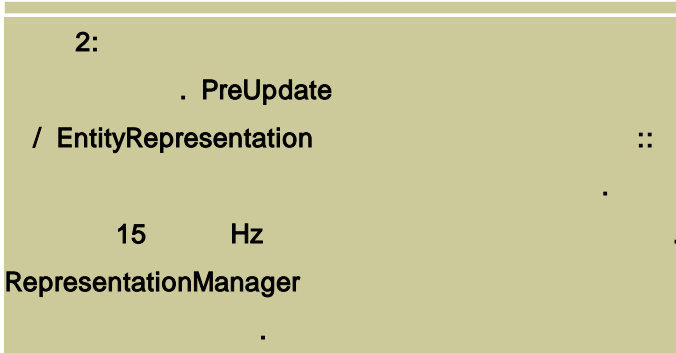 2:
. PreUpdate
/ EntityRepresentation ::
.
15 Hz .
RepresentationManager
.